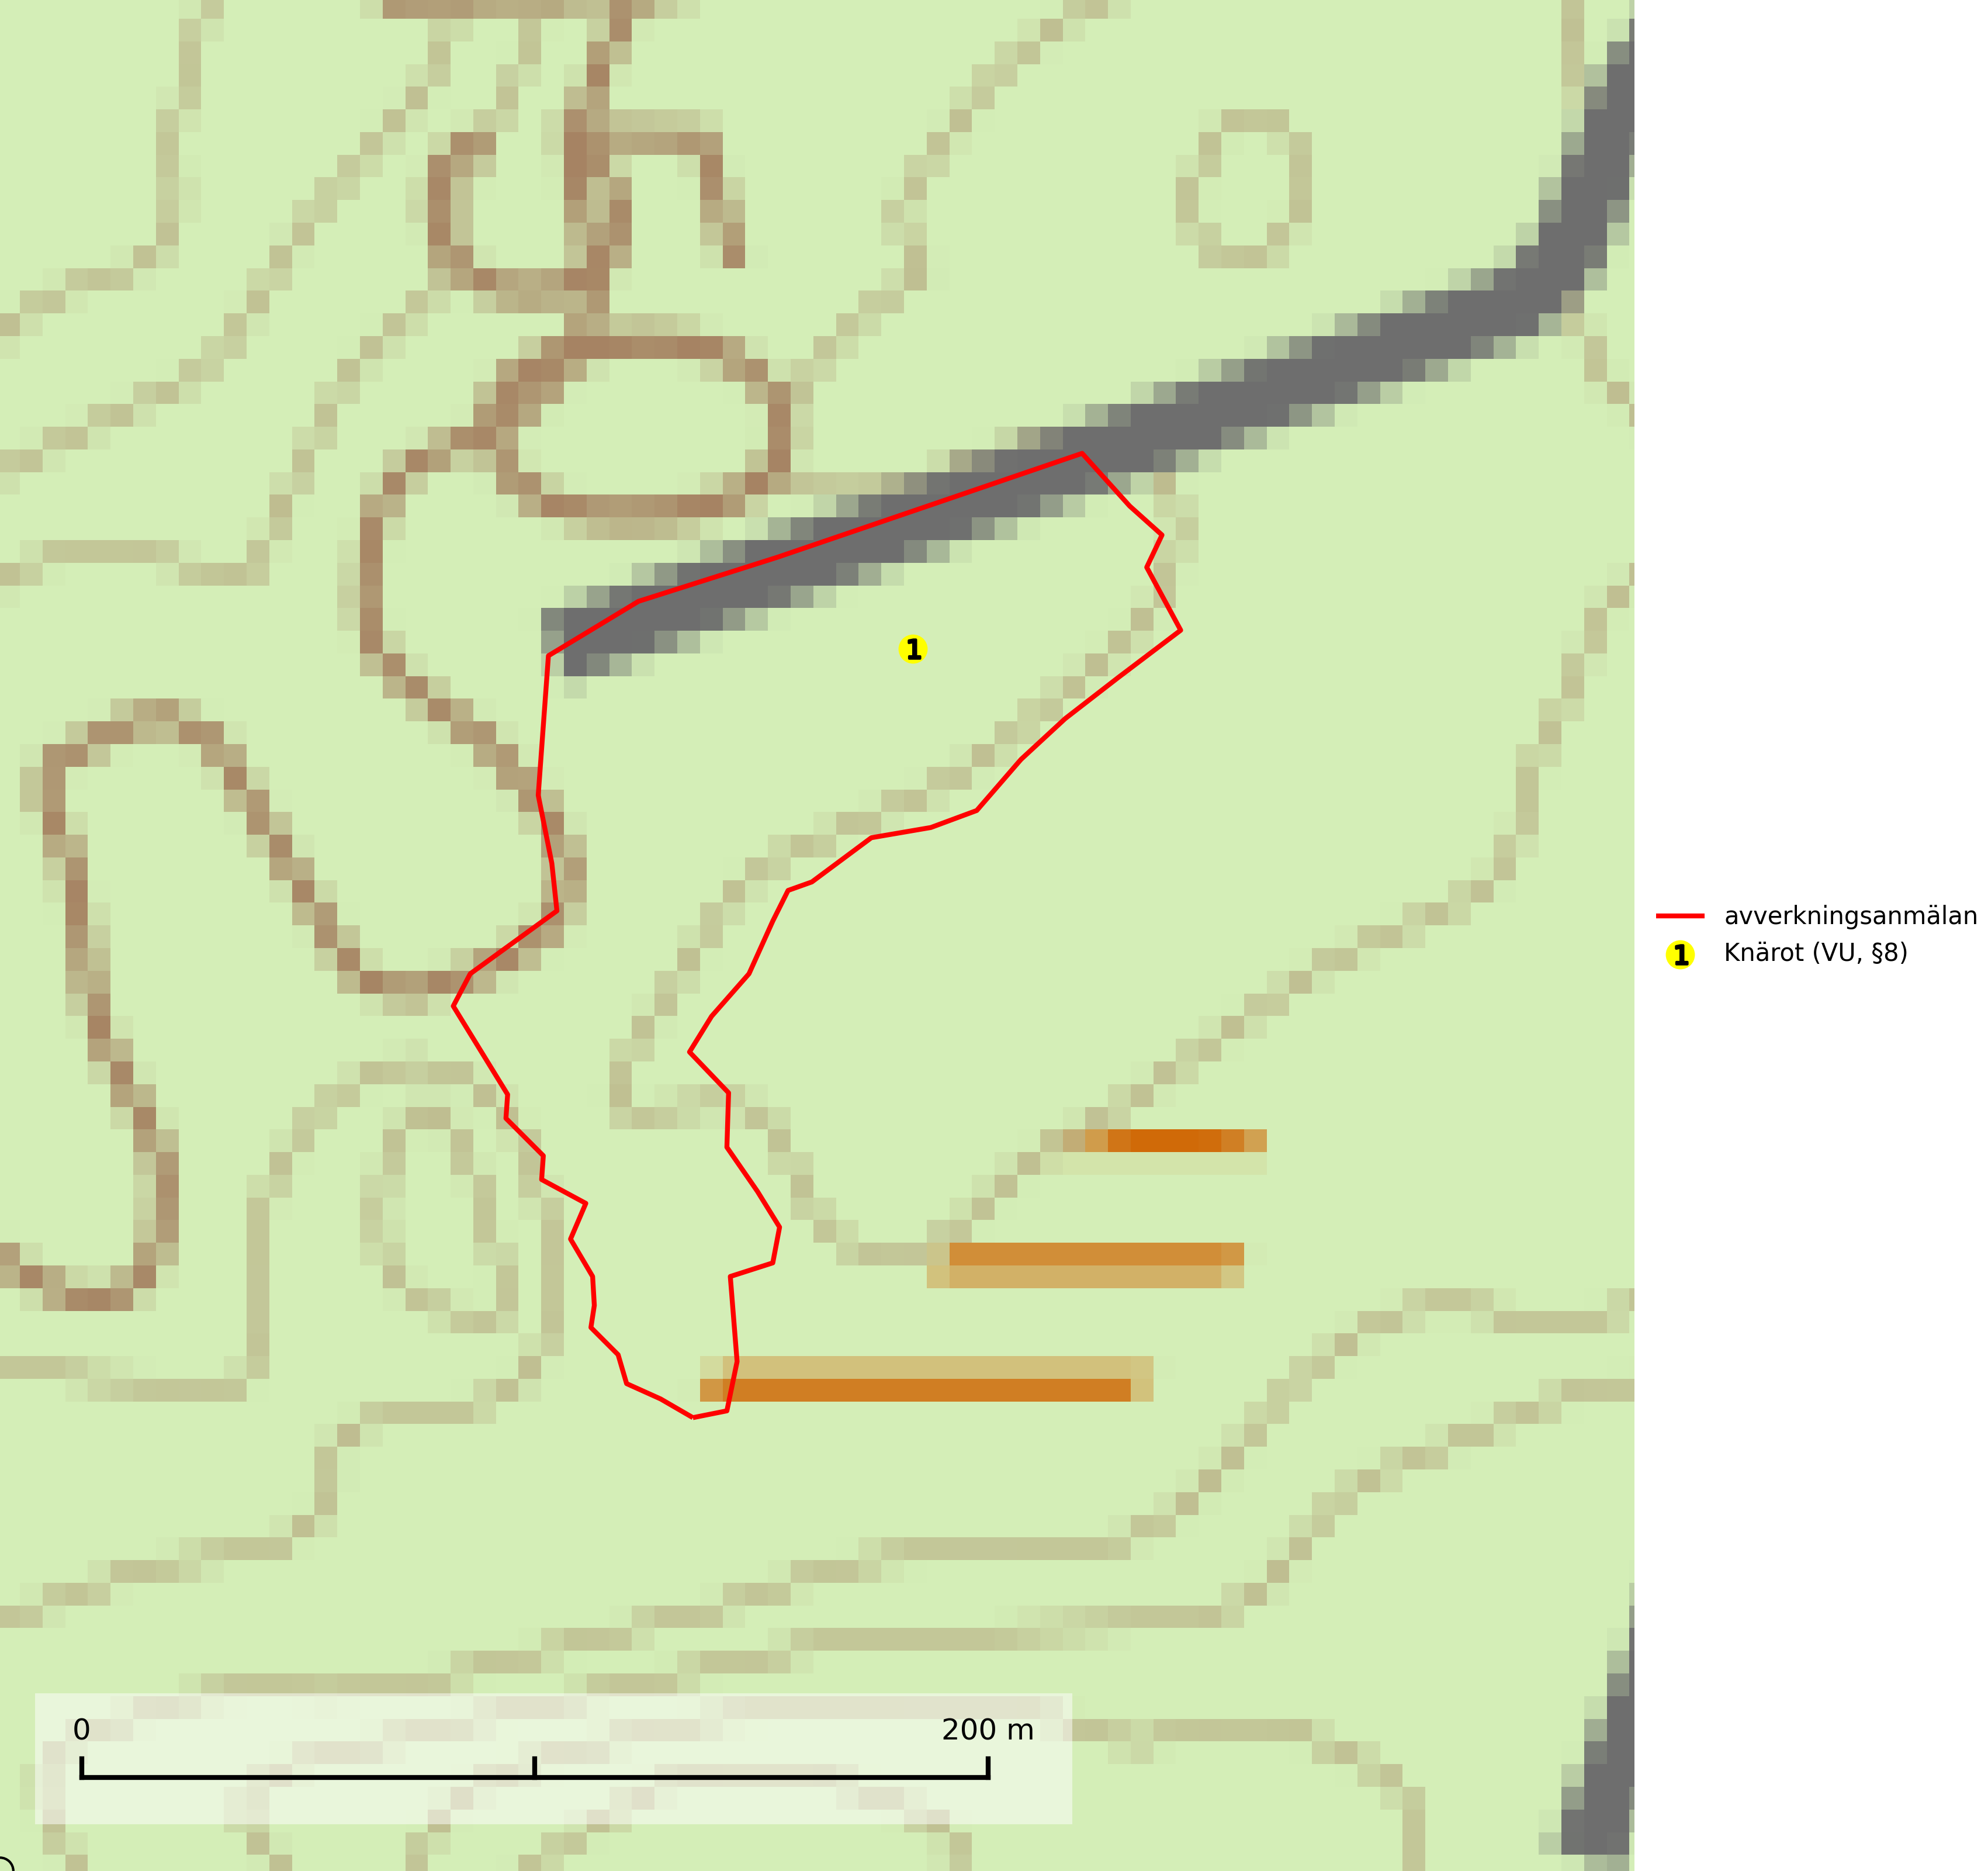 1
avverkningsanmälan
1 Knärot (VU, §8)
0 200 m